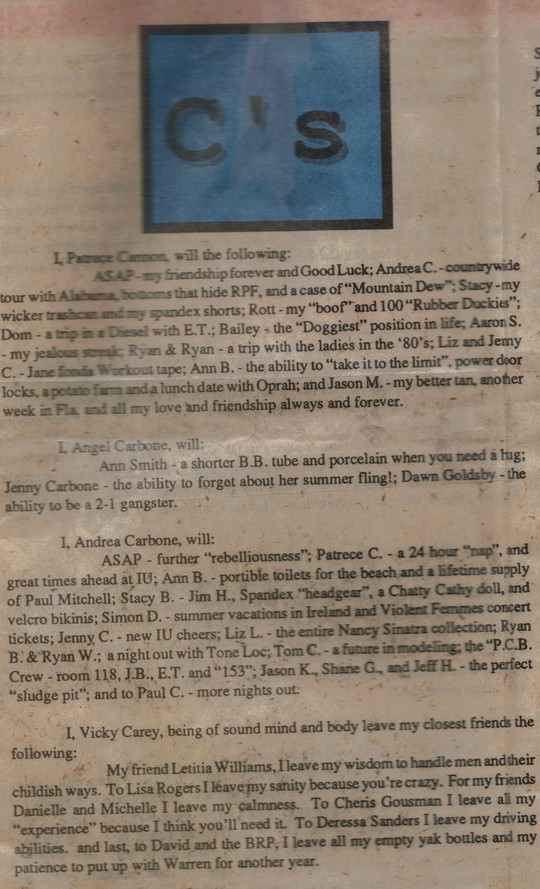 C's
I, Patrece Cannon, will the following:
ASAP - my friendship forever and Good Luck; Andrea C. - countrywide
tour with Alabama, bottoms that hide RPF, and a case of "Mountain Dew"; Stacy - my
wicker trashcan and my spandex shorts; Rott - my "boof" and 100 "Rubber Duckies";
Dom - a trip in a Diesel with E.T.; Bailey - the "Doggiest" position in life; Aaron S.
- my jealous streak; Ryan & Ryan - a trip with the ladies in the '80's; Liz and Jenny
C. - Jane fonda Workout tape; Ann B. - the ability to "take it to the limit", power door
locks, a potato farm and a lunch date with Oprah; and Jason M. - my better tan, another
week in Fla. and all my love and friendship always and forever.
I, Angel Carbone, will:
Ann Smith - a shorter B.B. tube and porcelain when you need a hug;
Jenny Carbone - the ability to forget about her summer fling!; Dawn Goldsby - the
ability to be a 2-1 gangster.
I, Andrea Carbone, will:
ASAP - further "rebelliousness"; Patrece C. - a 24 hour "nap", and
great times ahead at IU; Ann B. - portible toilets for the beach and a lifetime supply
of Paul Mitchell; Stacy B. - Jim H., Spandex "headgear", a Chatty Cathy doll, and
velcro bikinis; Simon D. - summer vacations in Ireland and Violent Femmes concert
tickets; Jenny C. - new IU cheers; Liz L. - the entire Nancy Sinatra collection; Ryan
B. & Ryan W.; a night out with Tone Loc; Tom C. - a future in modeling; the "P.C.B.
Crew - room 118, J.B., E.T. and "153"; Jason K., Shane G., and Jeff H. - the perfect
"sludge pit"; and to Paul C. - more nights out.
I, Vicky Carey, being of sound mind and body leave my closest friends the
following:
My friend Letitia Williams, I leave my wisdom to handle men and their
childish ways. To Lisa Rogers I leave my sanity because you're crazy. For my friends
Danielle and Michelle I leave my calmness. To Cheris Gousman I leave all my
"experience" because I think you'll need it. To Deressa Sanders I leave my driving
abilities. and last, to David and the BRP, I leave all my empty yak bottles and my
patience to put up with Warren for another year.